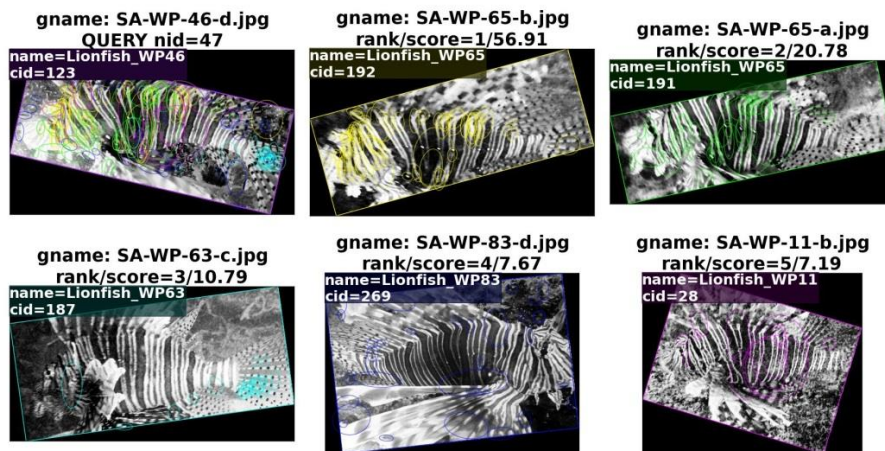 gname: SA-WP-46-d.jpg
QUERY nid=47
name=Lionfish_WP46
cid=123
gname: SA-WP-65-b.jpg
rank/score=1/56.91
name=Lionfish_WP65
cid=192
gname: SA-WP-65-a.jpg
rank/score=2/20.78
name=Lionfish_WP65
cid=191
gname: SA-WP-63-c.jpg
rank/score=3/10.79
name=Lionfish_WP63
cid=187
gname: SA-WP-83-d.jpg
rank/score=4/7.67
name=Lionfish_WP83
cid=269
gname: SA-WP-11-b.jpg
rank/score=5/7.19
name=Lionfish_WP11
cid=28